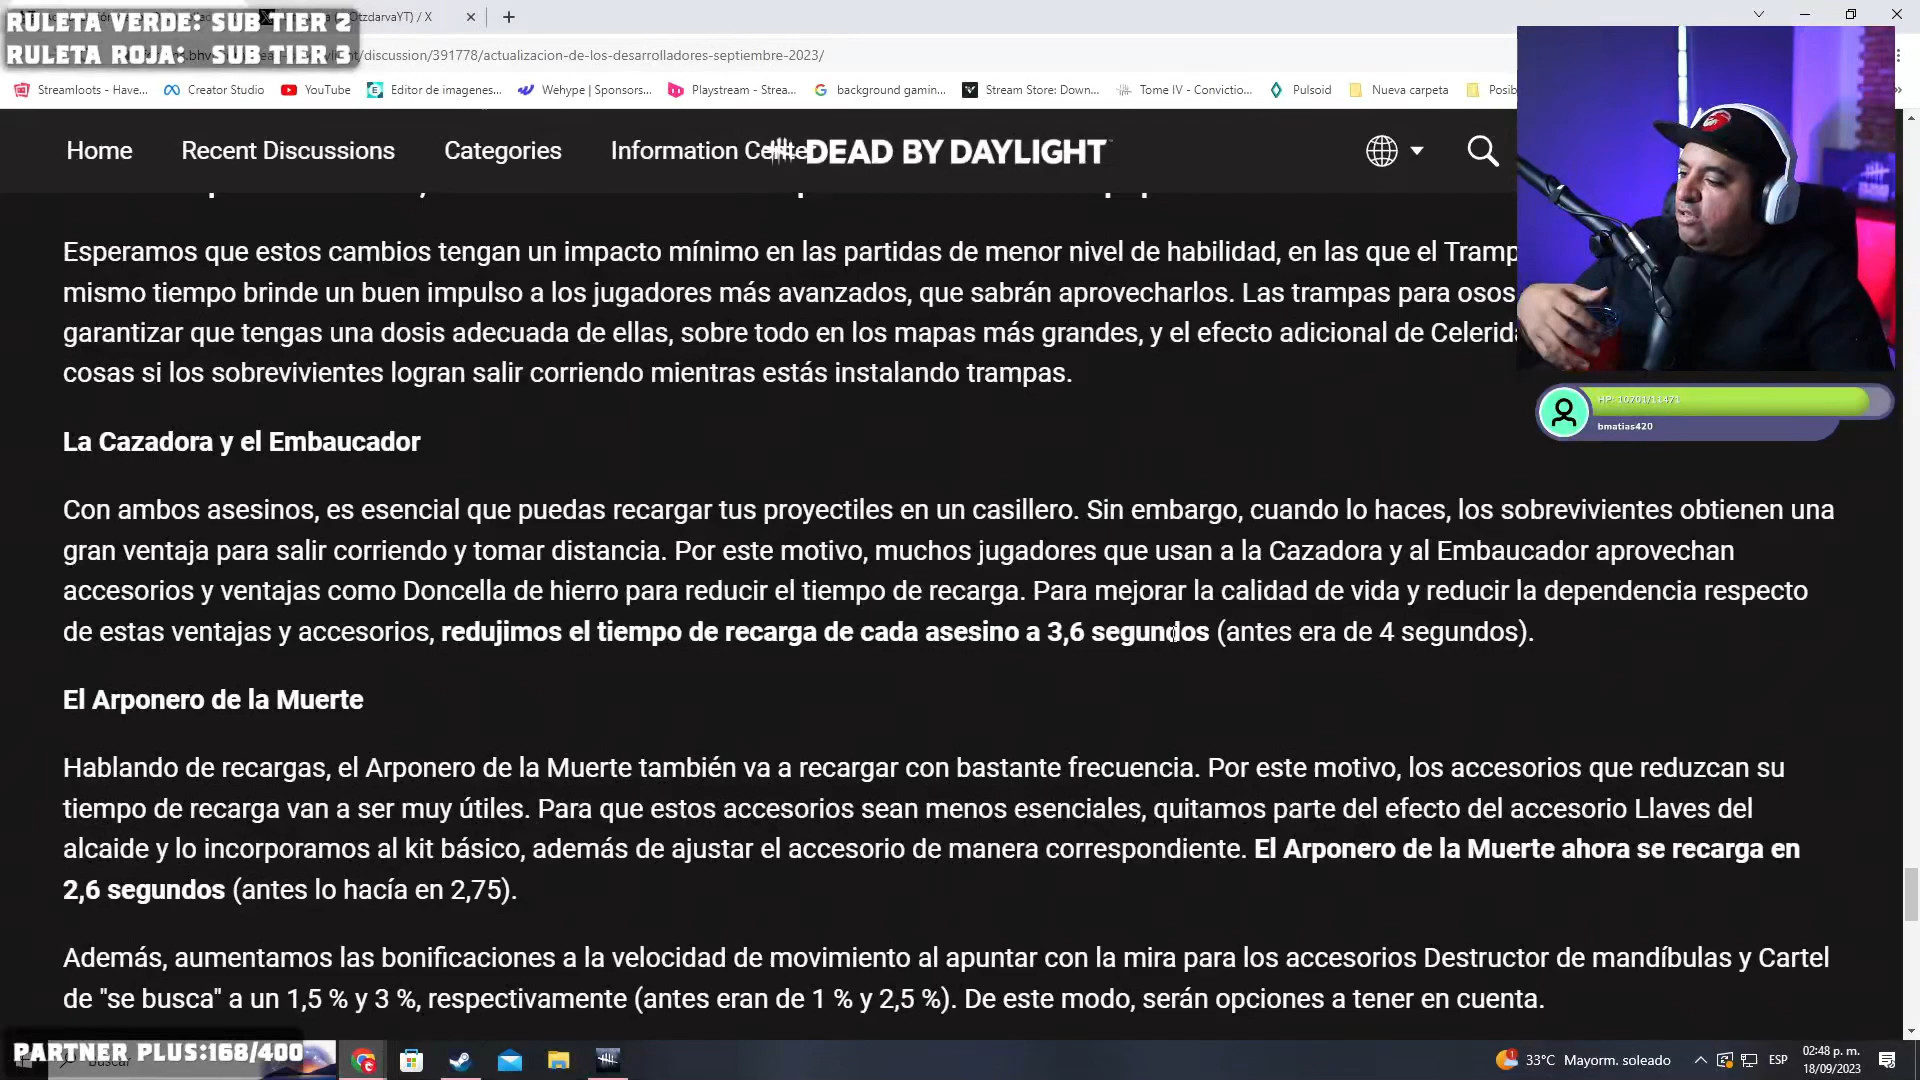 RULETA VERDE: SUB TIER 2
RULETA ROJA: SUB TIER 3
OtzdarvaYT) / X
/discussion/391778/actualizacion-de-los-desarrolladores-septiembre-2023/
Streamloots - Have...
Creator Studio
YouTube
Editor de imagenes...
Wehype | Sponsors...
Playstream - Strea...
background gamin...
Stream Store: Down...
Tome IV - Convictio...
Pulsoid
Nueva carpeta
Posib
Home
Recent Discussions
Categories
Information Center
DEAD BY DAYLIGHT
Esperamos que estos cambios tengan un impacto mínimo en las partidas de menor nivel de habilidad, en las que el Tramp
mismo tiempo brinde un buen impulso a los jugadores más avanzados, que sabrán aprovecharlos. Las trampas para osos
garantizar que tengas una dosis adecuada de ellas, sobre todo en los mapas más grandes, y el efecto adicional de Celerida
cosas si los sobrevivientes logran salir corriendo mientras estás instalando trampas.
La Cazadora y el Embaucador
Con ambos asesinos, es esencial que puedas recargar tus proyectiles en un casillero. Sin embargo, cuando lo haces, los sobrevivientes obtienen una
gran ventaja para salir corriendo y tomar distancia. Por este motivo, muchos jugadores que usan a la Cazadora y al Embaucador aprovechan
accesorios y ventajas como Doncella de hierro para reducir el tiempo de recarga. Para mejorar la calidad de vida y reducir la dependencia respecto
de estas ventajas y accesorios, redujimos el tiempo de recarga de cada asesino a 3,6 segundos (antes era de 4 segundos).
El Arponero de la Muerte
Hablando de recargas, el Arponero de la Muerte también va a recargar con bastante frecuencia. Por este motivo, los accesorios que reduzcan su
tiempo de recarga van a ser muy útiles. Para que estos accesorios sean menos esenciales, quitamos parte del efecto del accesorio Llaves del
alcaide y lo incorporamos al kit básico, además de ajustar el accesorio de manera correspondiente. El Arponero de la Muerte ahora se recarga en
2,6 segundos (antes lo hacía en 2,75).
Además, aumentamos las bonificaciones a la velocidad de movimiento al apuntar con la mira para los accesorios Destructor de mandíbulas y Cartel
de "se busca" a un 1,5 % y 3 %, respectivamente (antes eran de 1 % y 2,5 %). De este modo, serán opciones a tener en cuenta.
HP: 10701/11471
bmatias420
PARTNER PLUS:168/400
Buscar
33°C Mayorm. soleado
ESP
02:48 p. m.
18/09/2023